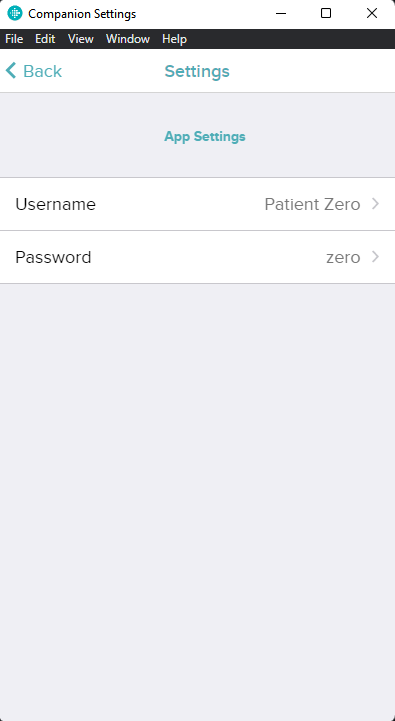 Companion Settings
File Edit View Window Help
Back Settings
App Settings
Username Patient Zero
Password zero